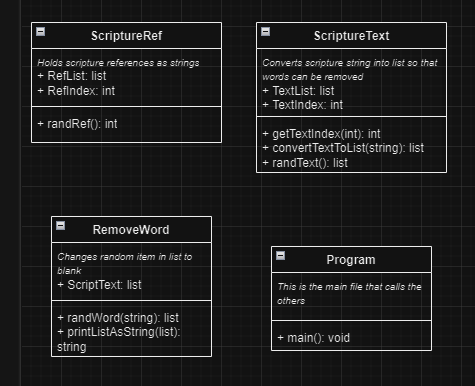 ScriptureRef
Holds scripture references as strings
+ RefList: list
+ RefIndex: int
+ randRef(): int
ScriptureText
Converts scripture string into list so that
words can be removed
+ TextList: list
+ TextIndex: int
+ getTextIndex(int): int
+ convertTextToList(string): list
+ randText(): list
RemoveWord
Changes random item in list to
blank
+ ScriptText: list
+ randWord(string): list
+ printListAsString(list):
string
Program
This is the main file that calls the
others
+ main(): void